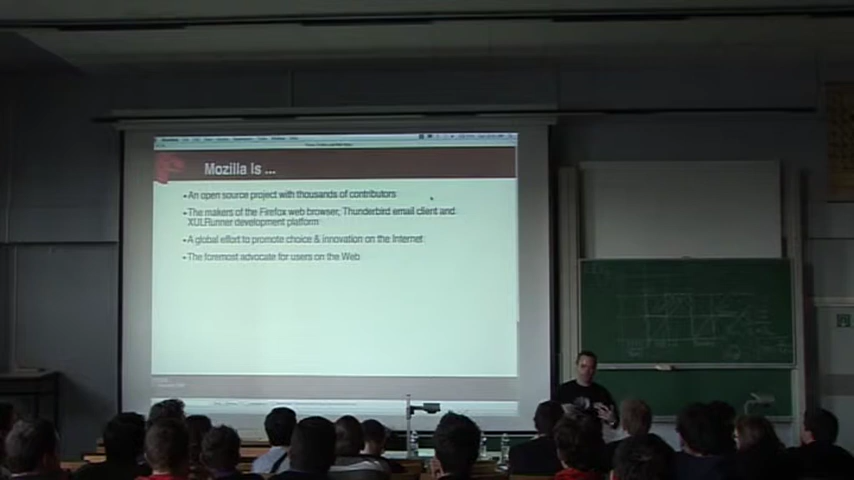 Mozilla Is ...
- An open source project with thousands of contributors
- The makers of the Firefox web browser, Thunderbird email client and
XULRunner development platform
- A global effort to promote choice & innovation on the Internet
- The foremost advocate for users on the Web